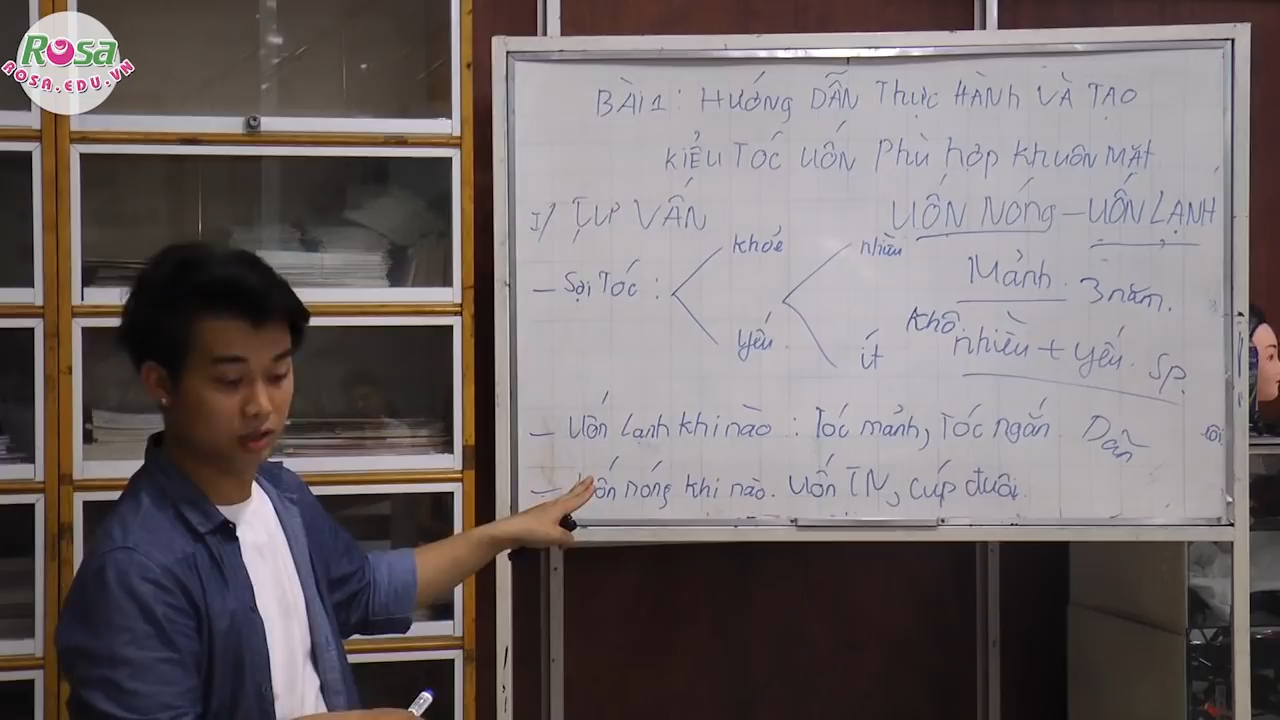 Rosa
ROSA.EDU.VN
BÀI 1 : HướNg DẪN Thực HÀNh VÀ TẠO
KIỂU TÓC UỐN Phù hợp KHUÔN MẶT
I/ TƯ VẤN
UỐN NÓNg – UỐN LẠNH
– Sợi Tóc :
khỏe
yếu
nhiều
ít
Mảnh. 3 năm.
Khô
nhiều + yếu. SP.
– Uốn Lạnh khi nào : Tóc mảnh, Tóc ngắn. Dãn
– Uốn nóng khi nào. Uốn TN, cúp đuôi.